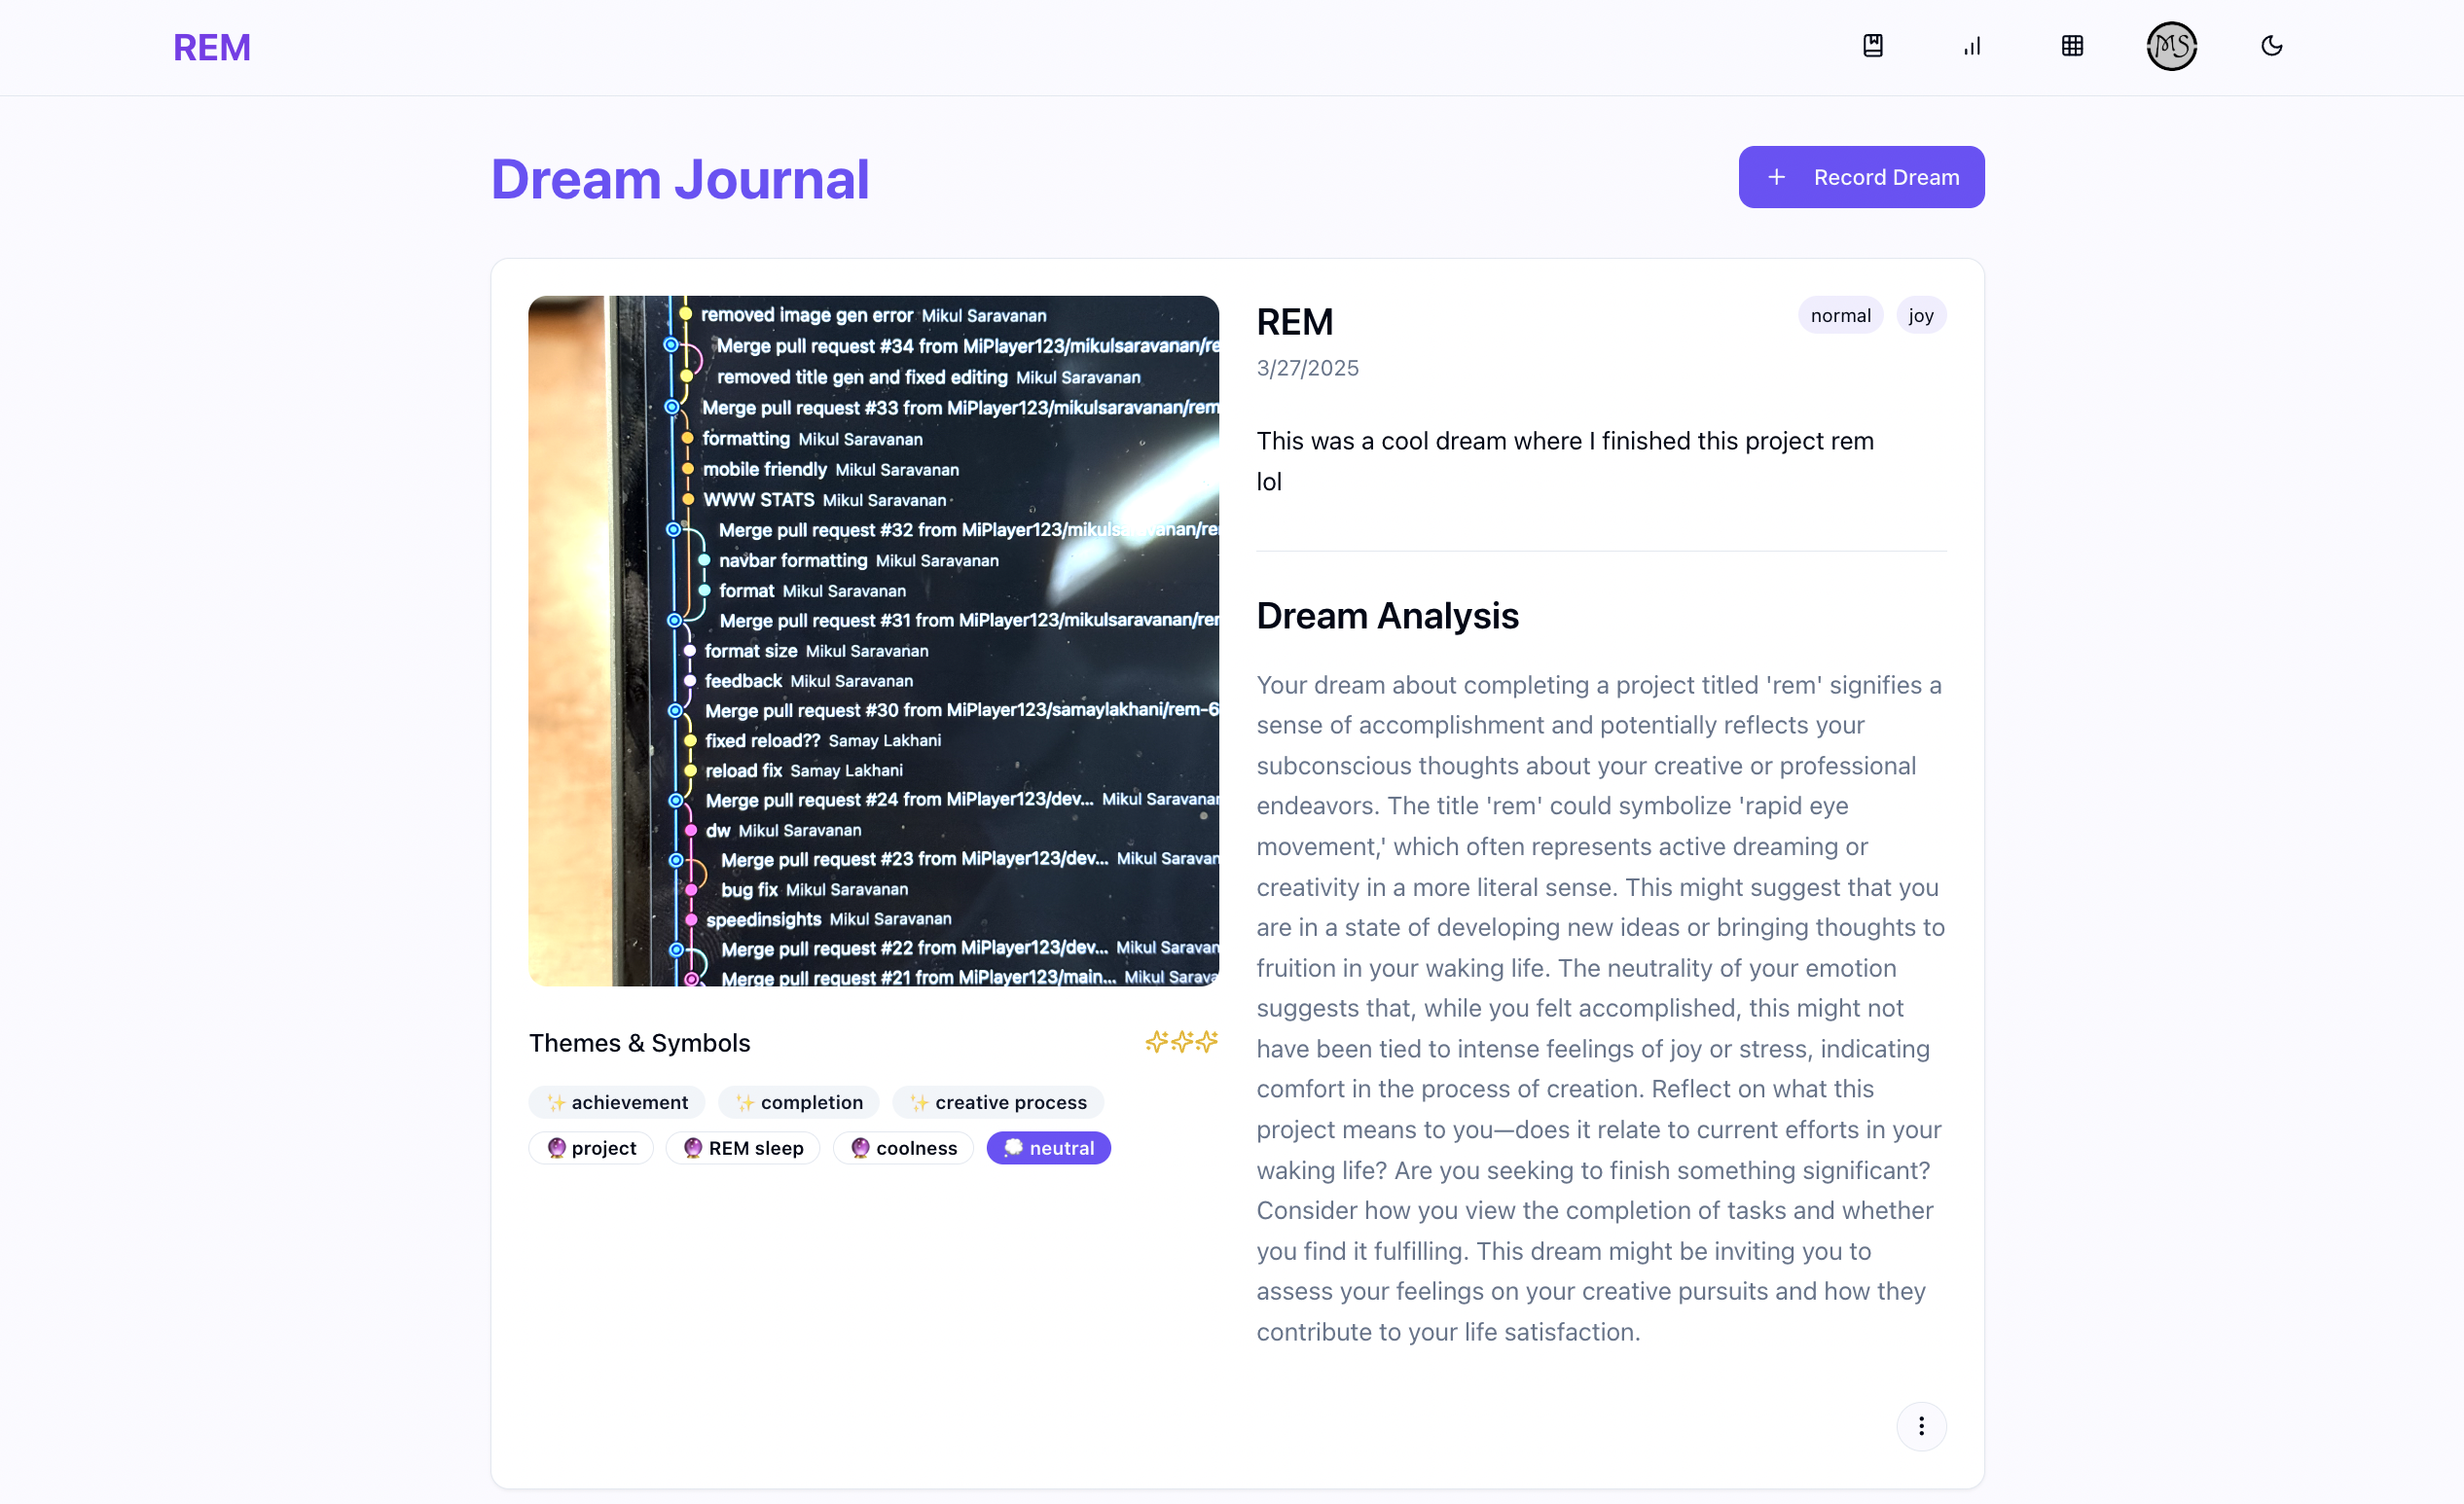 REM
MS
Dream Journal
+ Record Dream
removed image gen error Mikul Saravanan
Merge pull request #34 from MiPlayer123/mikulsaravanan/re
removed title gen and fixed editing Mikul Saravanan
Merge pull request #33 from MiPlayer123/mikulsaravanan/rem
formatting Mikul Saravanan
mobile friendly Mikul Saravanan
WWW STATS Mikul Saravanan
Merge pull request #32 from MiPlayer123/mikulsaravanan/re
navbar formatting Mikul Saravanan
format Mikul Saravanan
Merge pull request #31 from MiPlayer123/mikulsaravanan/rem
format size Mikul Saravanan
feedback Mikul Saravanan
Merge pull request #30 from MiPlayer123/samaylakhani/rem-6
fixed reload?? Samay Lakhani
reload fix Samay Lakhani
Merge pull request #24 from MiPlayer123/dev... Mikul Saravanan
dw Mikul Saravanan
Merge pull request #23 from MiPlayer123/dev... Mikul Saravan
bug fix Mikul Saravanan
speedinsights Mikul Saravanan
Merge pull request #22 from MiPlayer123/dev... Mikul Saravan
Merge pull request #21 from MiPlayer123/main... Mikul Sarava
Themes & Symbols
✨ achievement ✨ completion ✨ creative process
🔮 project 🔮 REM sleep 🔮 coolness 💭 neutral
REM
normal joy
3/27/2025
This was a cool dream where I finished this project rem
lol
Dream Analysis
Your dream about completing a project titled 'rem' signifies a
sense of accomplishment and potentially reflects your
subconscious thoughts about your creative or professional
endeavors. The title 'rem' could symbolize 'rapid eye
movement,' which often represents active dreaming or
creativity in a more literal sense. This might suggest that you
are in a state of developing new ideas or bringing thoughts to
fruition in your waking life. The neutrality of your emotion
suggests that, while you felt accomplished, this might not
have been tied to intense feelings of joy or stress, indicating
comfort in the process of creation. Reflect on what this
project means to you—does it relate to current efforts in your
waking life? Are you seeking to finish something significant?
Consider how you view the completion of tasks and whether
you find it fulfilling. This dream might be inviting you to
assess your feelings on your creative pursuits and how they
contribute to your life satisfaction.